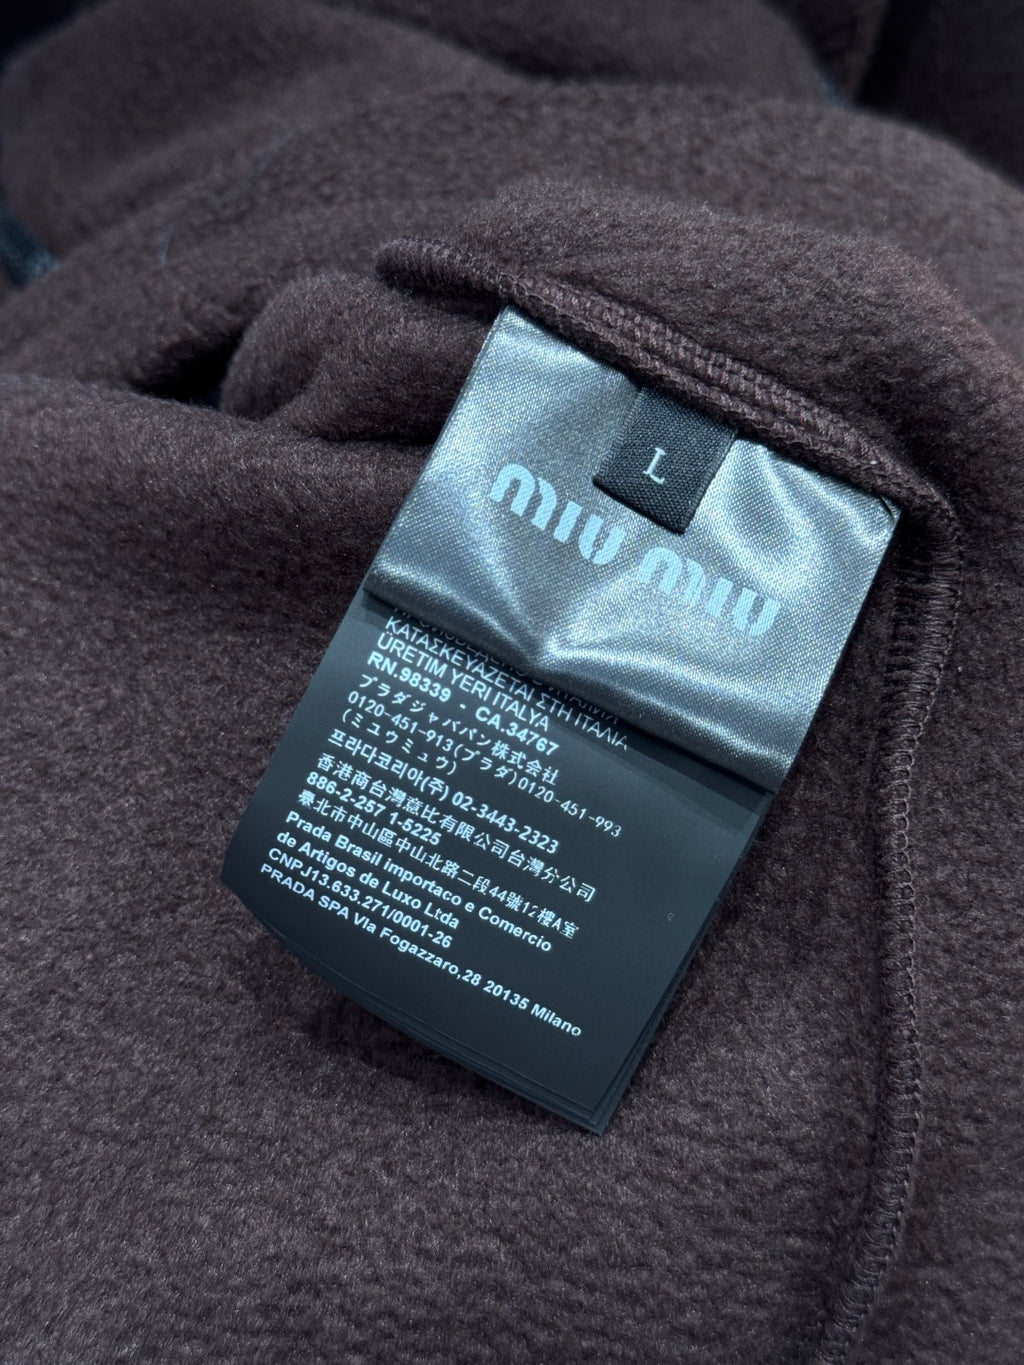 L
miu miu
ΚΑΤΑΣΚΕΥΑΖΕΤΑΙ ΣΤΗ ΙΤΑΛΙΑ
ÜRETIM YERI ITALYA
RN.98339 - CA.34767
プラダジャパン株式会社
0120-451-913(プラダ)0120-451-993
(ミュウミュウ)
프라다코리아(주) 02-3443-2323
香港商台灣意比有限公司台灣分公司
886-2-257 1-5225
臺北市中山區中山北路二段44號12樓A室
Prada Brasil importaco e Comercio
de Artigos de Luxo Ltda
CNPJ13.633.271/0001-26
PRADA SPA Via Fogazzaro,28 20135 Milano